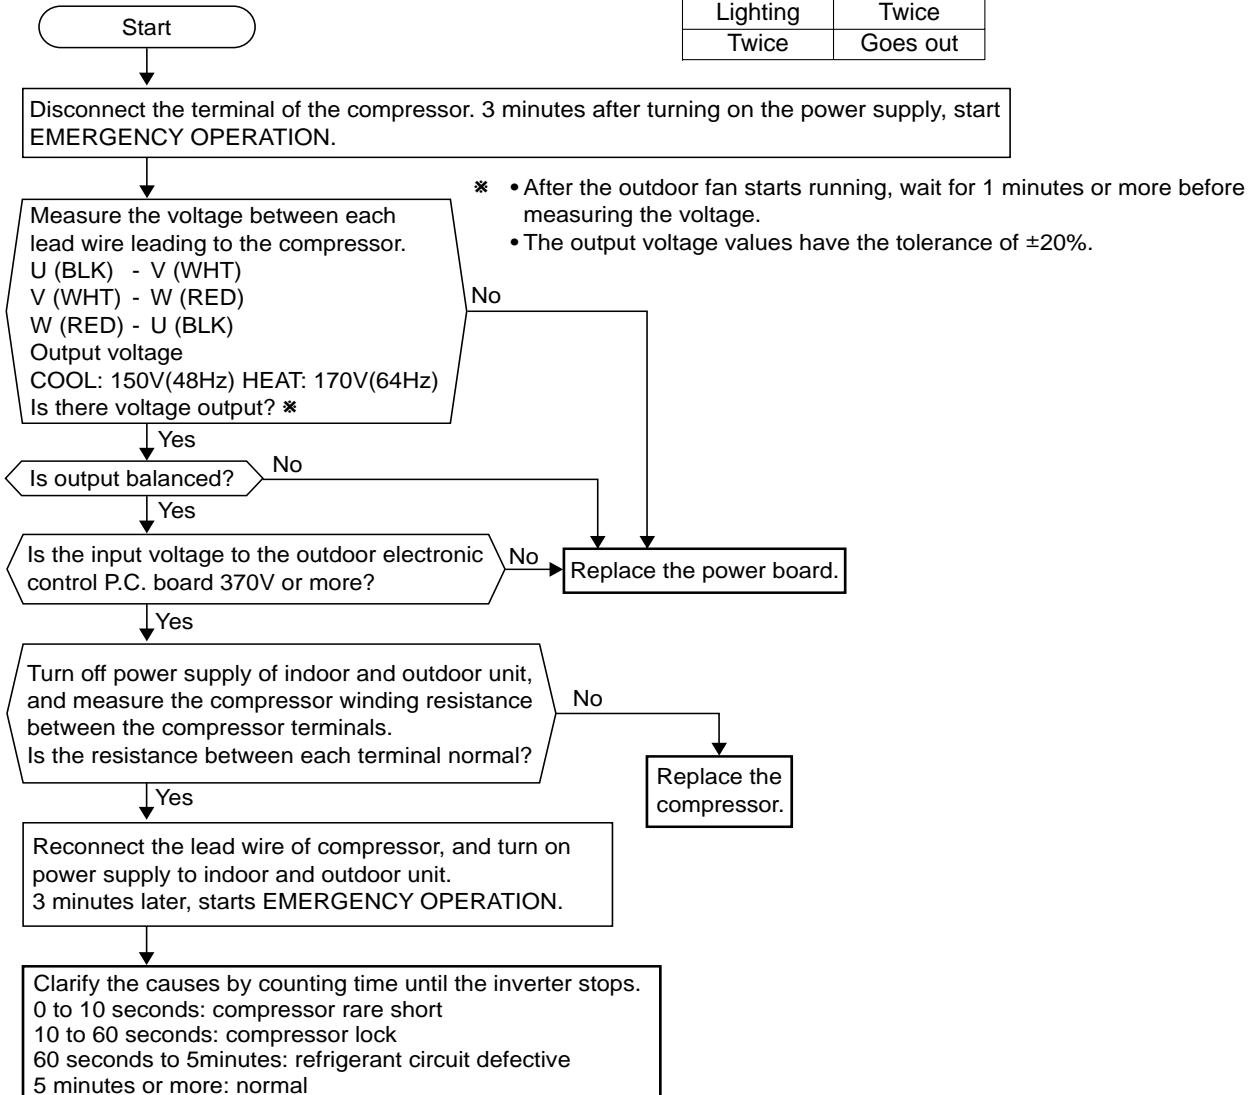 Lighting Twice
Twice Goes out
Start
Disconnect the terminal of the compressor. 3 minutes after turning on the power supply, start
EMERGENCY OPERATION.
※ • After the outdoor fan starts running, wait for 1 minutes or more before
measuring the voltage.
• The output voltage values have the tolerance of ±20%.
Measure the voltage between each
lead wire leading to the compressor.
U (BLK) - V (WHT)
V (WHT) - W (RED)
W (RED) - U (BLK)
Output voltage
COOL: 150V(48Hz) HEAT: 170V(64Hz)
Is there voltage output? ※
No
Yes
Is output balanced?
No
Yes
Is the input voltage to the outdoor electronic
control P.C. board 370V or more?
No
Replace the power board.
Yes
Turn off power supply of indoor and outdoor unit,
and measure the compressor winding resistance
between the compressor terminals.
Is the resistance between each terminal normal?
No
Replace the
compressor.
Yes
Reconnect the lead wire of compressor, and turn on
power supply to indoor and outdoor unit.
3 minutes later, starts EMERGENCY OPERATION.
Clarify the causes by counting time until the inverter stops.
0 to 10 seconds: compressor rare short
10 to 60 seconds: compressor lock
60 seconds to 5minutes: refrigerant circuit defective
5 minutes or more: normal